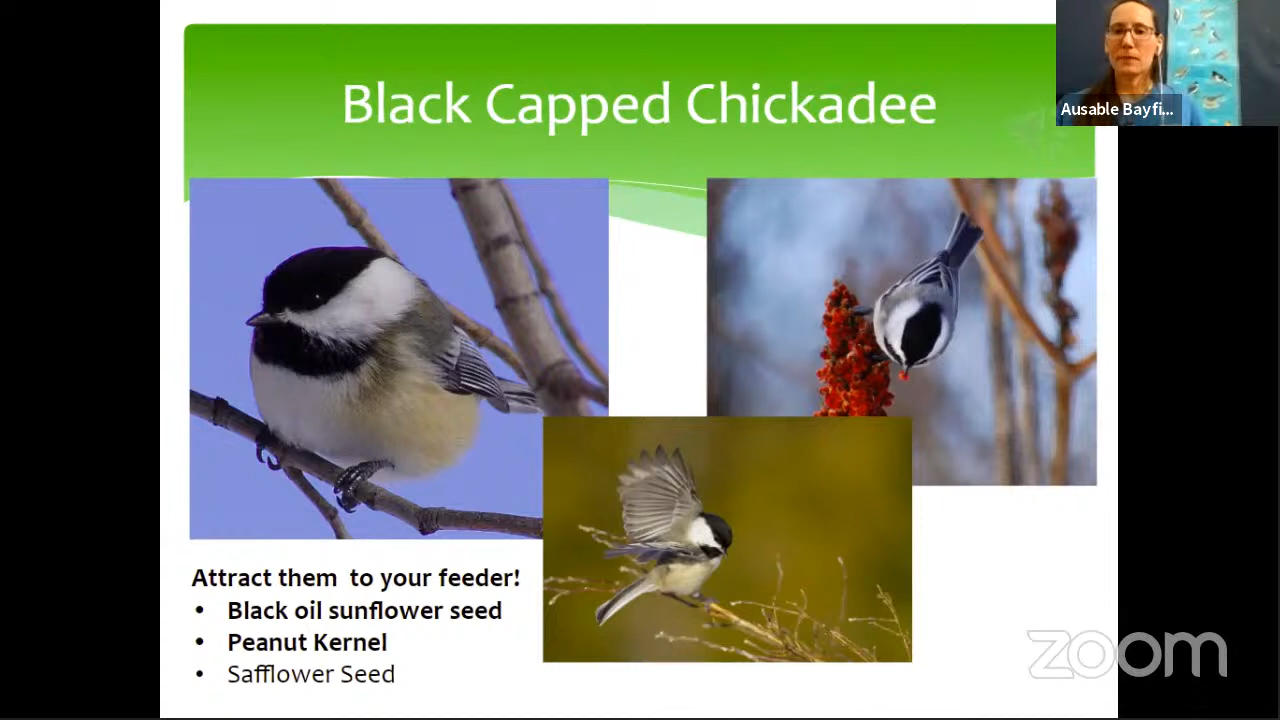 Black Capped Chickadee
Ausable Bayfi...
Attract them to your feeder!
• Black oil sunflower seed
• Peanut Kernel
• Safflower Seed
zoom